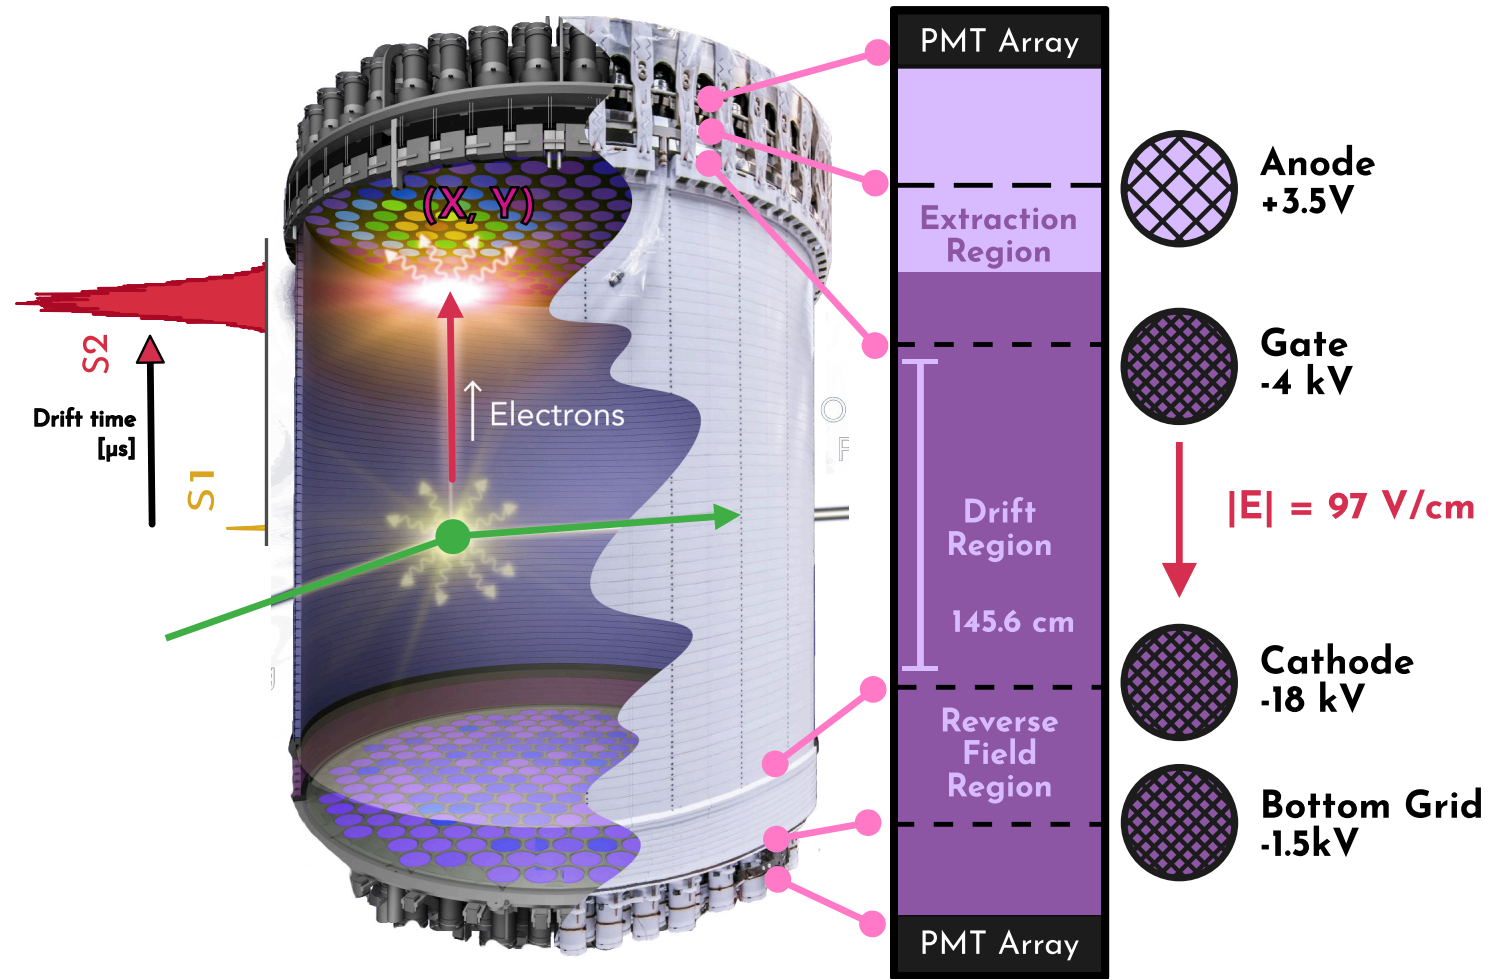 (X, Y)
S2
Drift time
[µs]
S1
Electrons
PMT Array
Extraction
Region
Drift
Region
145.6 cm
Reverse
Field
Region
PMT Array
Anode
+3.5V
Gate
-4 kV
|E| = 97 V/cm
Cathode
-18 kV
Bottom Grid
-1.5kV
O
F